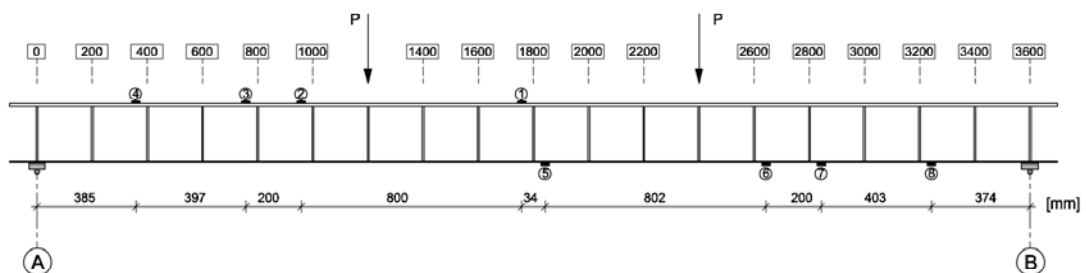 P P
0 200 400 600 800 1000 1400 1600 1800 2000 2200 2600 2800 3000 3200 3400 3600
④ ③ ② ①
⑤ ⑥ ⑦ ⑧
385 397 200 800 34 802 200 403 374 [mm]
A B